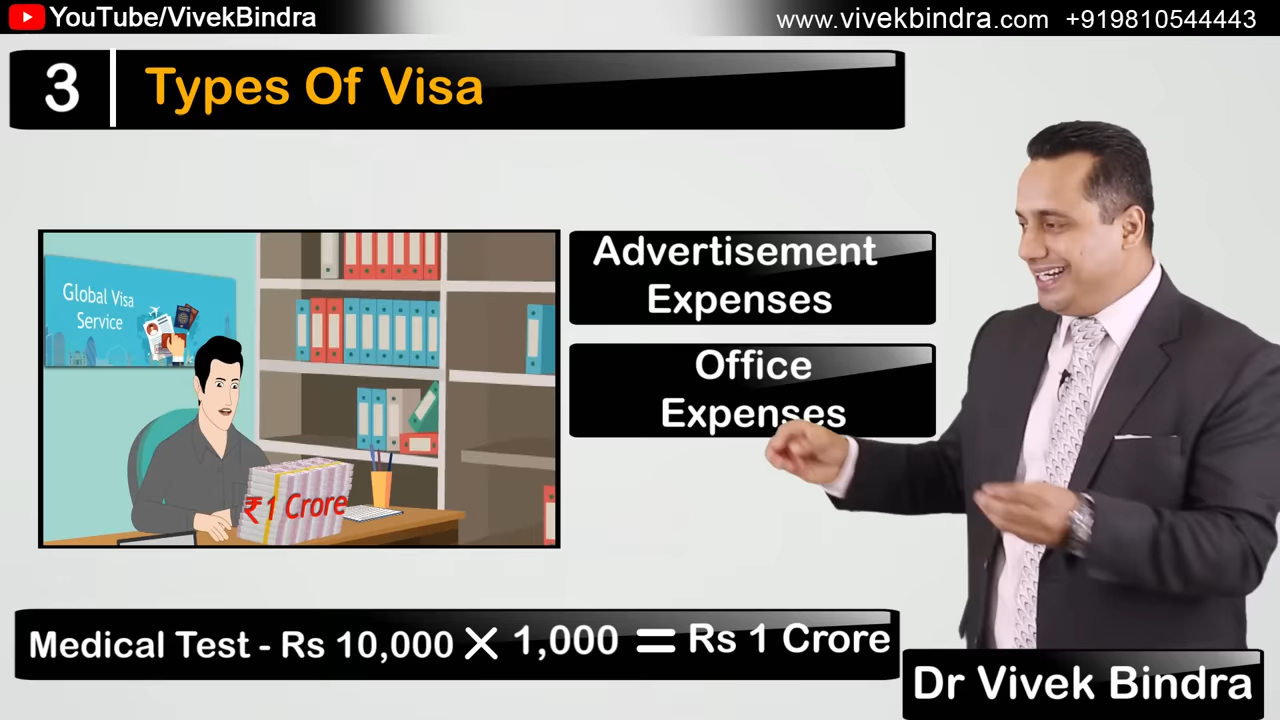 YouTube/VivekBindra
www.vivekbindra.com +919810544443
3 Types Of Visa
Global Visa
Service
₹1 Crore
Advertisement
Expenses
Office
Expenses
Medical Test - Rs 10,000 X 1,000 = Rs 1 Crore
Dr Vivek Bindra